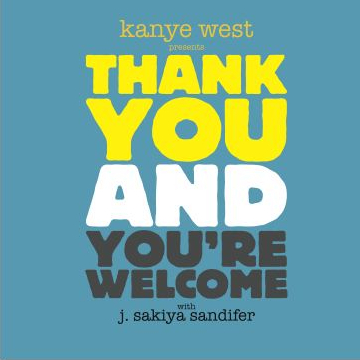 kanye west
presents
THANK
YOU
AND
YOU'RE
WELCOME
with
j. sakiya sandifer